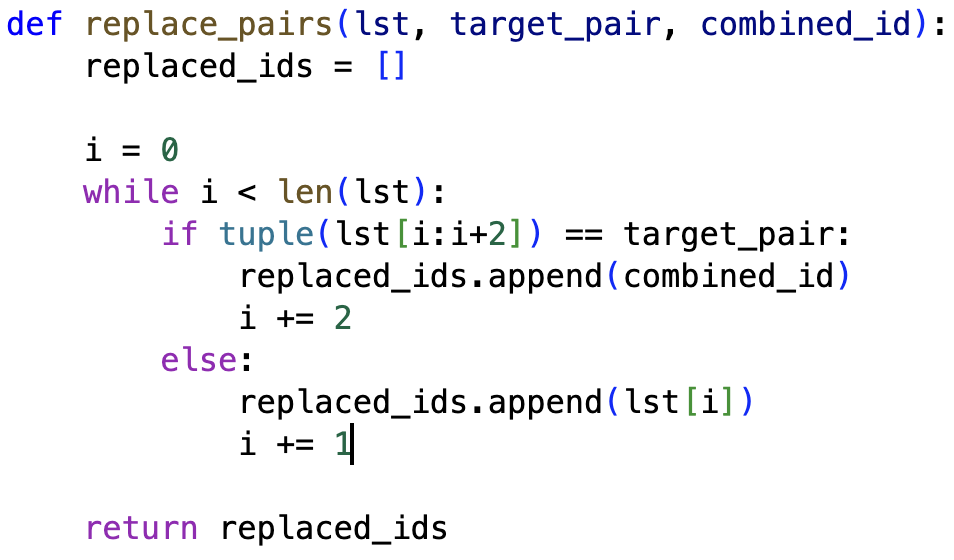 def replace_pairs(lst, target_pair, combined_id):
    replaced_ids = []

    i = 0
    while i < len(lst):
        if tuple(lst[i:i+2]) == target_pair:
            replaced_ids.append(combined_id)
            i += 2
        else:
            replaced_ids.append(lst[i])
            i += 1

    return replaced_ids